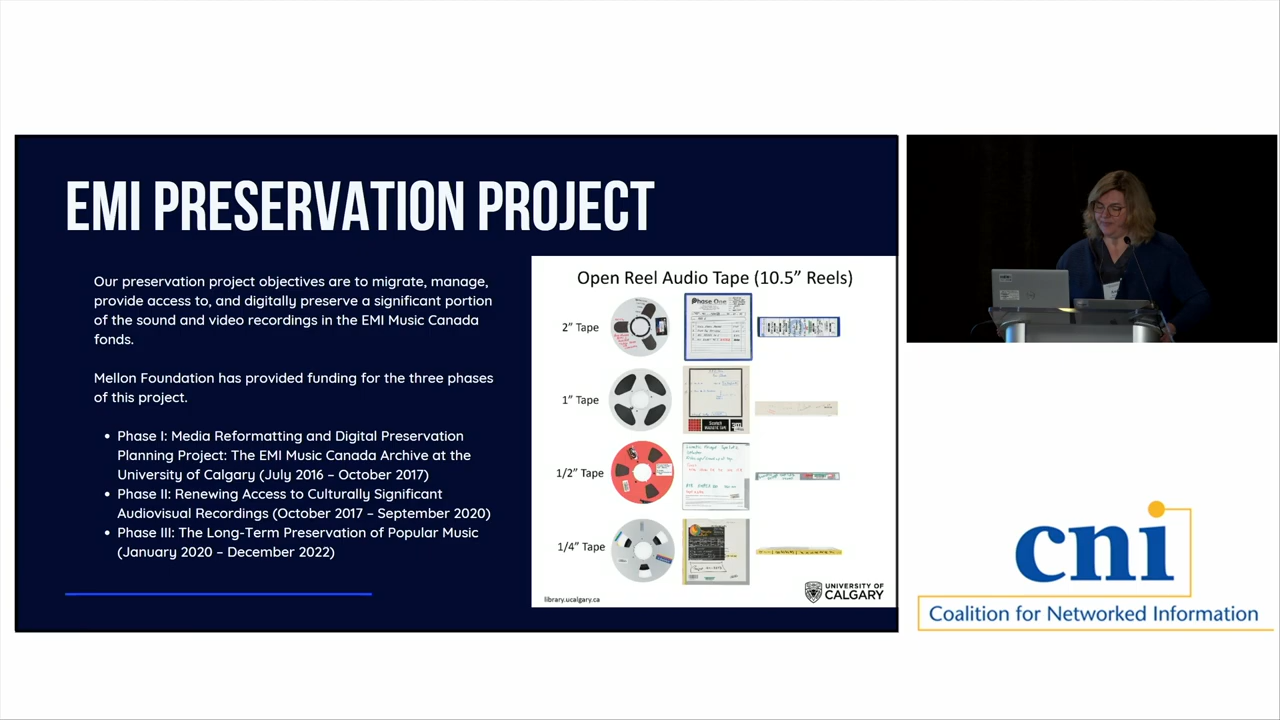 EMI PRESERVATION PROJECT
Our preservation project objectives are to migrate, manage,
provide access to, and digitally preserve a significant portion
of the sound and video recordings in the EMI Music Canada
fonds.
Mellon Foundation has provided funding for the three phases
of this project.
• Phase I: Media Reformatting and Digital Preservation
Planning Project: The EMI Music Canada Archive at the
University of Calgary (July 2016 – October 2017)
• Phase II: Renewing Access to Culturally Significant
Audiovisual Recordings (October 2017 – September 2020)
• Phase III: The Long-Term Preservation of Popular Music
(January 2020 – December 2022)
Open Reel Audio Tape (10.5” Reels)
2” Tape
Phase One
1” Tape
1/2” Tape
1/4” Tape
library.ucalgary.ca
UNIVERSITY OF
CALGARY
cni
Coalition for Networked Information